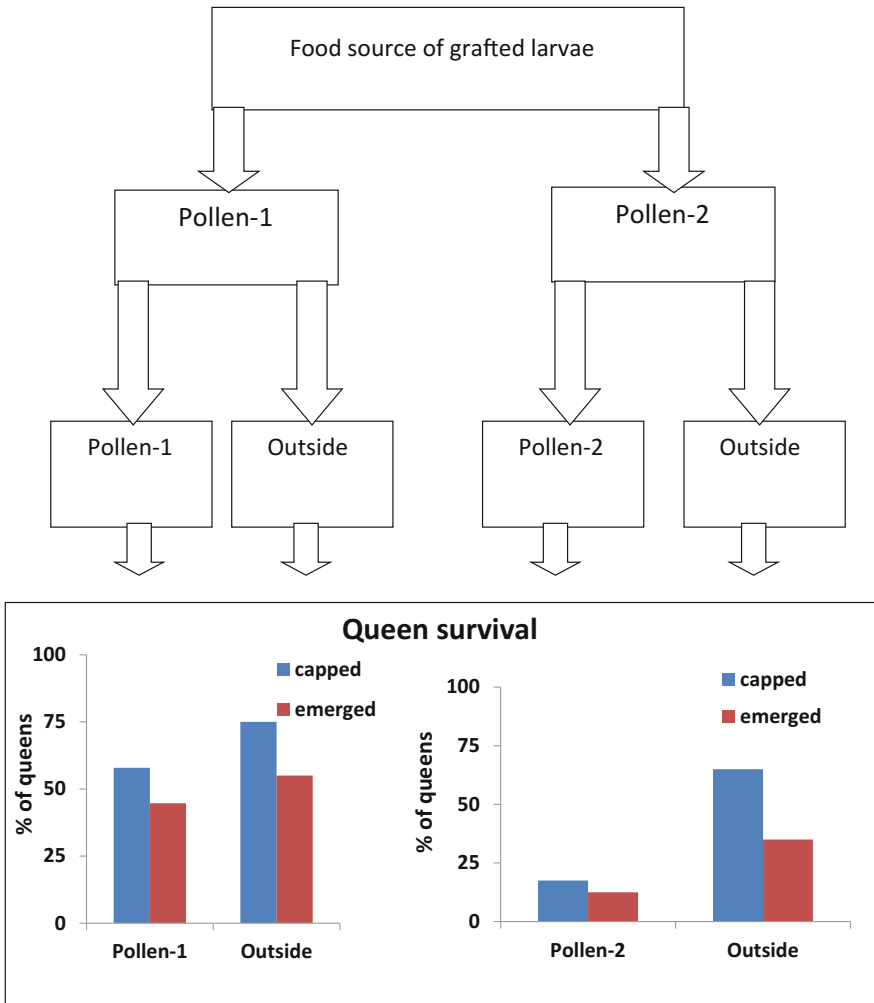 Food source of grafted larvae
Pollen-1
Pollen-2
Pollen-1
Outside
Pollen-2
Outside
Queen survival
% of queens
100
75
50
25
0
capped
emerged
Pollen-1
Outside
% of queens
100
75
50
25
0
capped
emerged
Pollen-2
Outside